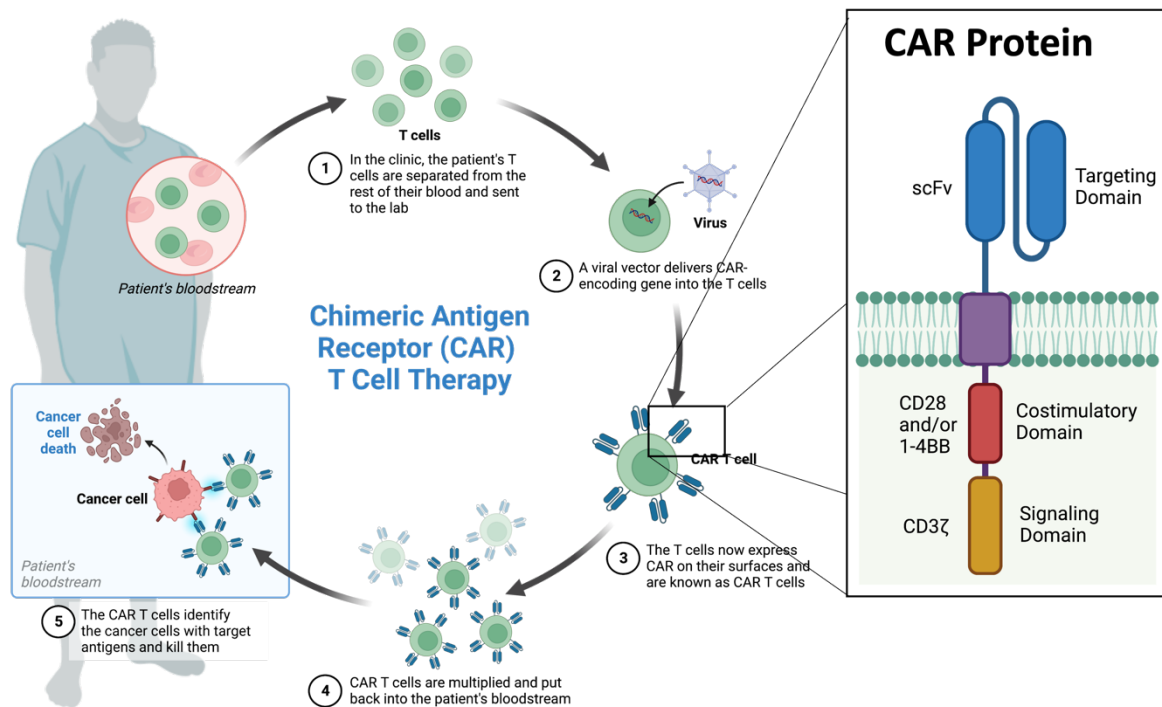 Chimeric Antigen
Receptor (CAR)
T Cell Therapy
Patient's bloodstream
T cells
1
In the clinic, the patient's T
cells are separated from the
rest of their blood and sent
to the lab
Virus
2
A viral vector delivers CAR-
encoding gene into the T cells
CAR T cell
3
The T cells now express
CAR on their surfaces and
are known as CAR T cells
4
CAR T cells are multiplied and put
back into the patient's bloodstream
Cancer
cell
death
Cancer cell
Patient's
bloodstream
5
The CAR T cells identify
the cancer cells with target
antigens and kill them
CAR Protein
scFv
Targeting
Domain
CD28
and/or
1-4BB
Costimulatory
Domain
CD3ζ
Signaling
Domain